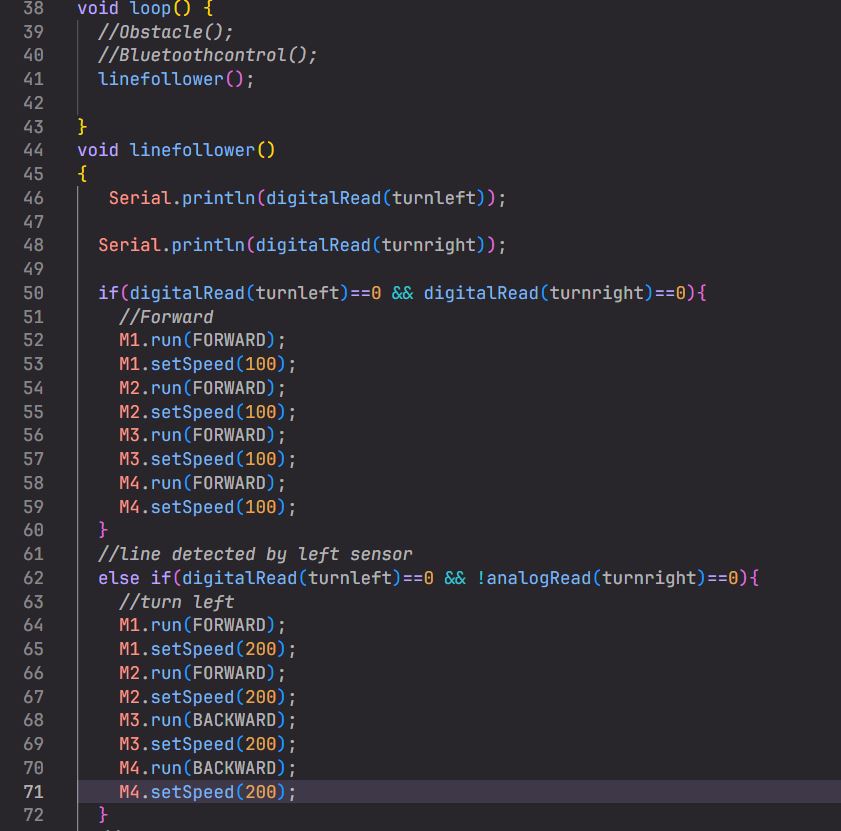 38 void loop() {
39 //Obstacle();
40 //Bluetoothcontrol();
41 linefollower();
42
43 }
44 void linefollower()
45 {
46 Serial.println(digitalRead(turnleft));
47
48 Serial.println(digitalRead(turnright));
49
50 if(digitalRead(turnleft)==0 && digitalRead(turnright)==0){
51 //Forward
52 M1.run(FORWARD);
53 M1.setSpeed(100);
54 M2.run(FORWARD);
55 M2.setSpeed(100);
56 M3.run(FORWARD);
57 M3.setSpeed(100);
58 M4.run(FORWARD);
59 M4.setSpeed(100);
60 }
61 //line detected by left sensor
62 else if(digitalRead(turnleft)==0 && !analogRead(turnright)==0){
63 //turn left
64 M1.run(FORWARD);
65 M1.setSpeed(200);
66 M2.run(FORWARD);
67 M2.setSpeed(200);
68 M3.run(BACKWARD);
69 M3.setSpeed(200);
70 M4.run(BACKWARD);
71 M4.setSpeed(200);
72 }